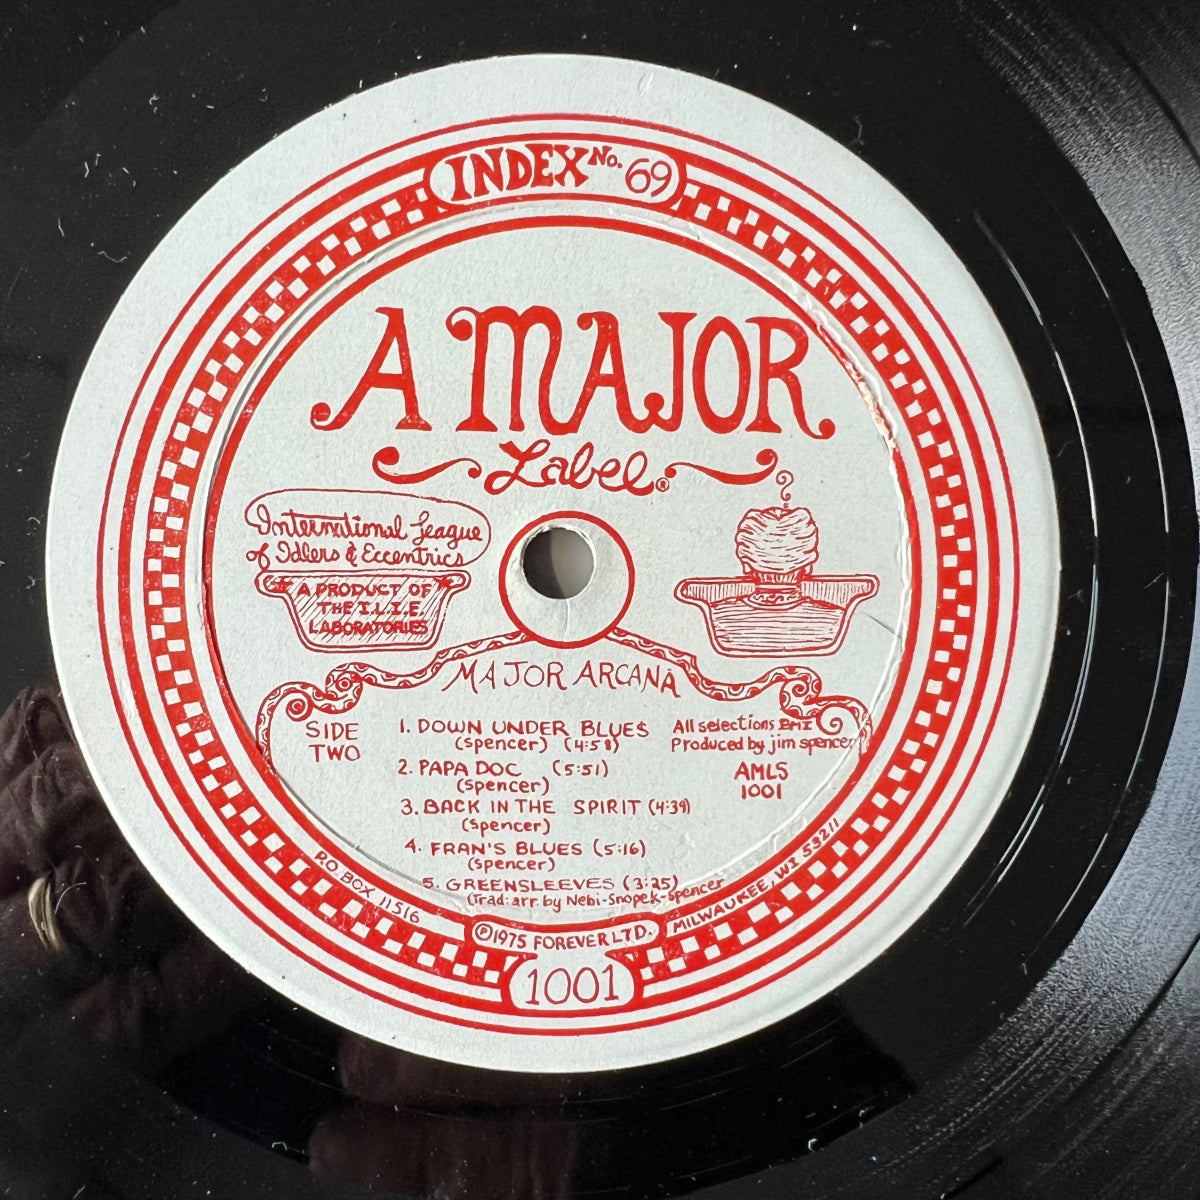 INDEX No. 69
A MAJOR
Label®
International League
of Idlers & Eccentrics
A PRODUCT OF
THE I.L.I.E.
LABORATORIES
?
MAJOR ARCANA
SIDE
TWO
1. DOWN UNDER BLUES
(Spencer) (4:58)
2. PAPA DOC (5:51)
(Spencer)
3. BACK IN THE SPIRIT (4:39)
(Spencer)
4. FRAN'S BLUES (5:16)
(Spencer)
5. GREENSLEEVES (3:25)
(Trad: arr. by Nebi-Snopek-Spencer
All selections BMI
Produced by jim spencer
AMLS
1001
P.O. BOX 11516
℗1975 FOREVER LTD.
MILWAUKEE, WI 53211
1001